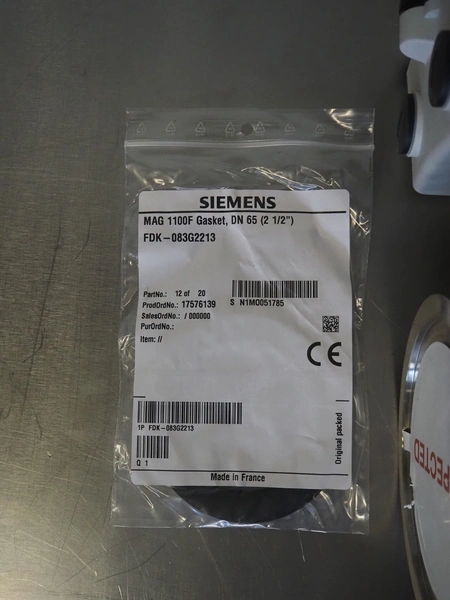 SIEMENS
MAG 1100F Gasket, DN 65 (2 1/2")
FDK-083G2213
PartNo.: 12 of 20
ProdOrdNo.: 17576139
S N1MO051785
SalesOrdNo.: / 000000
PurOrdNo.:
Item: //
CE
1P FDK-083G2213
Q 1
Original packed
Made in France
PECTED